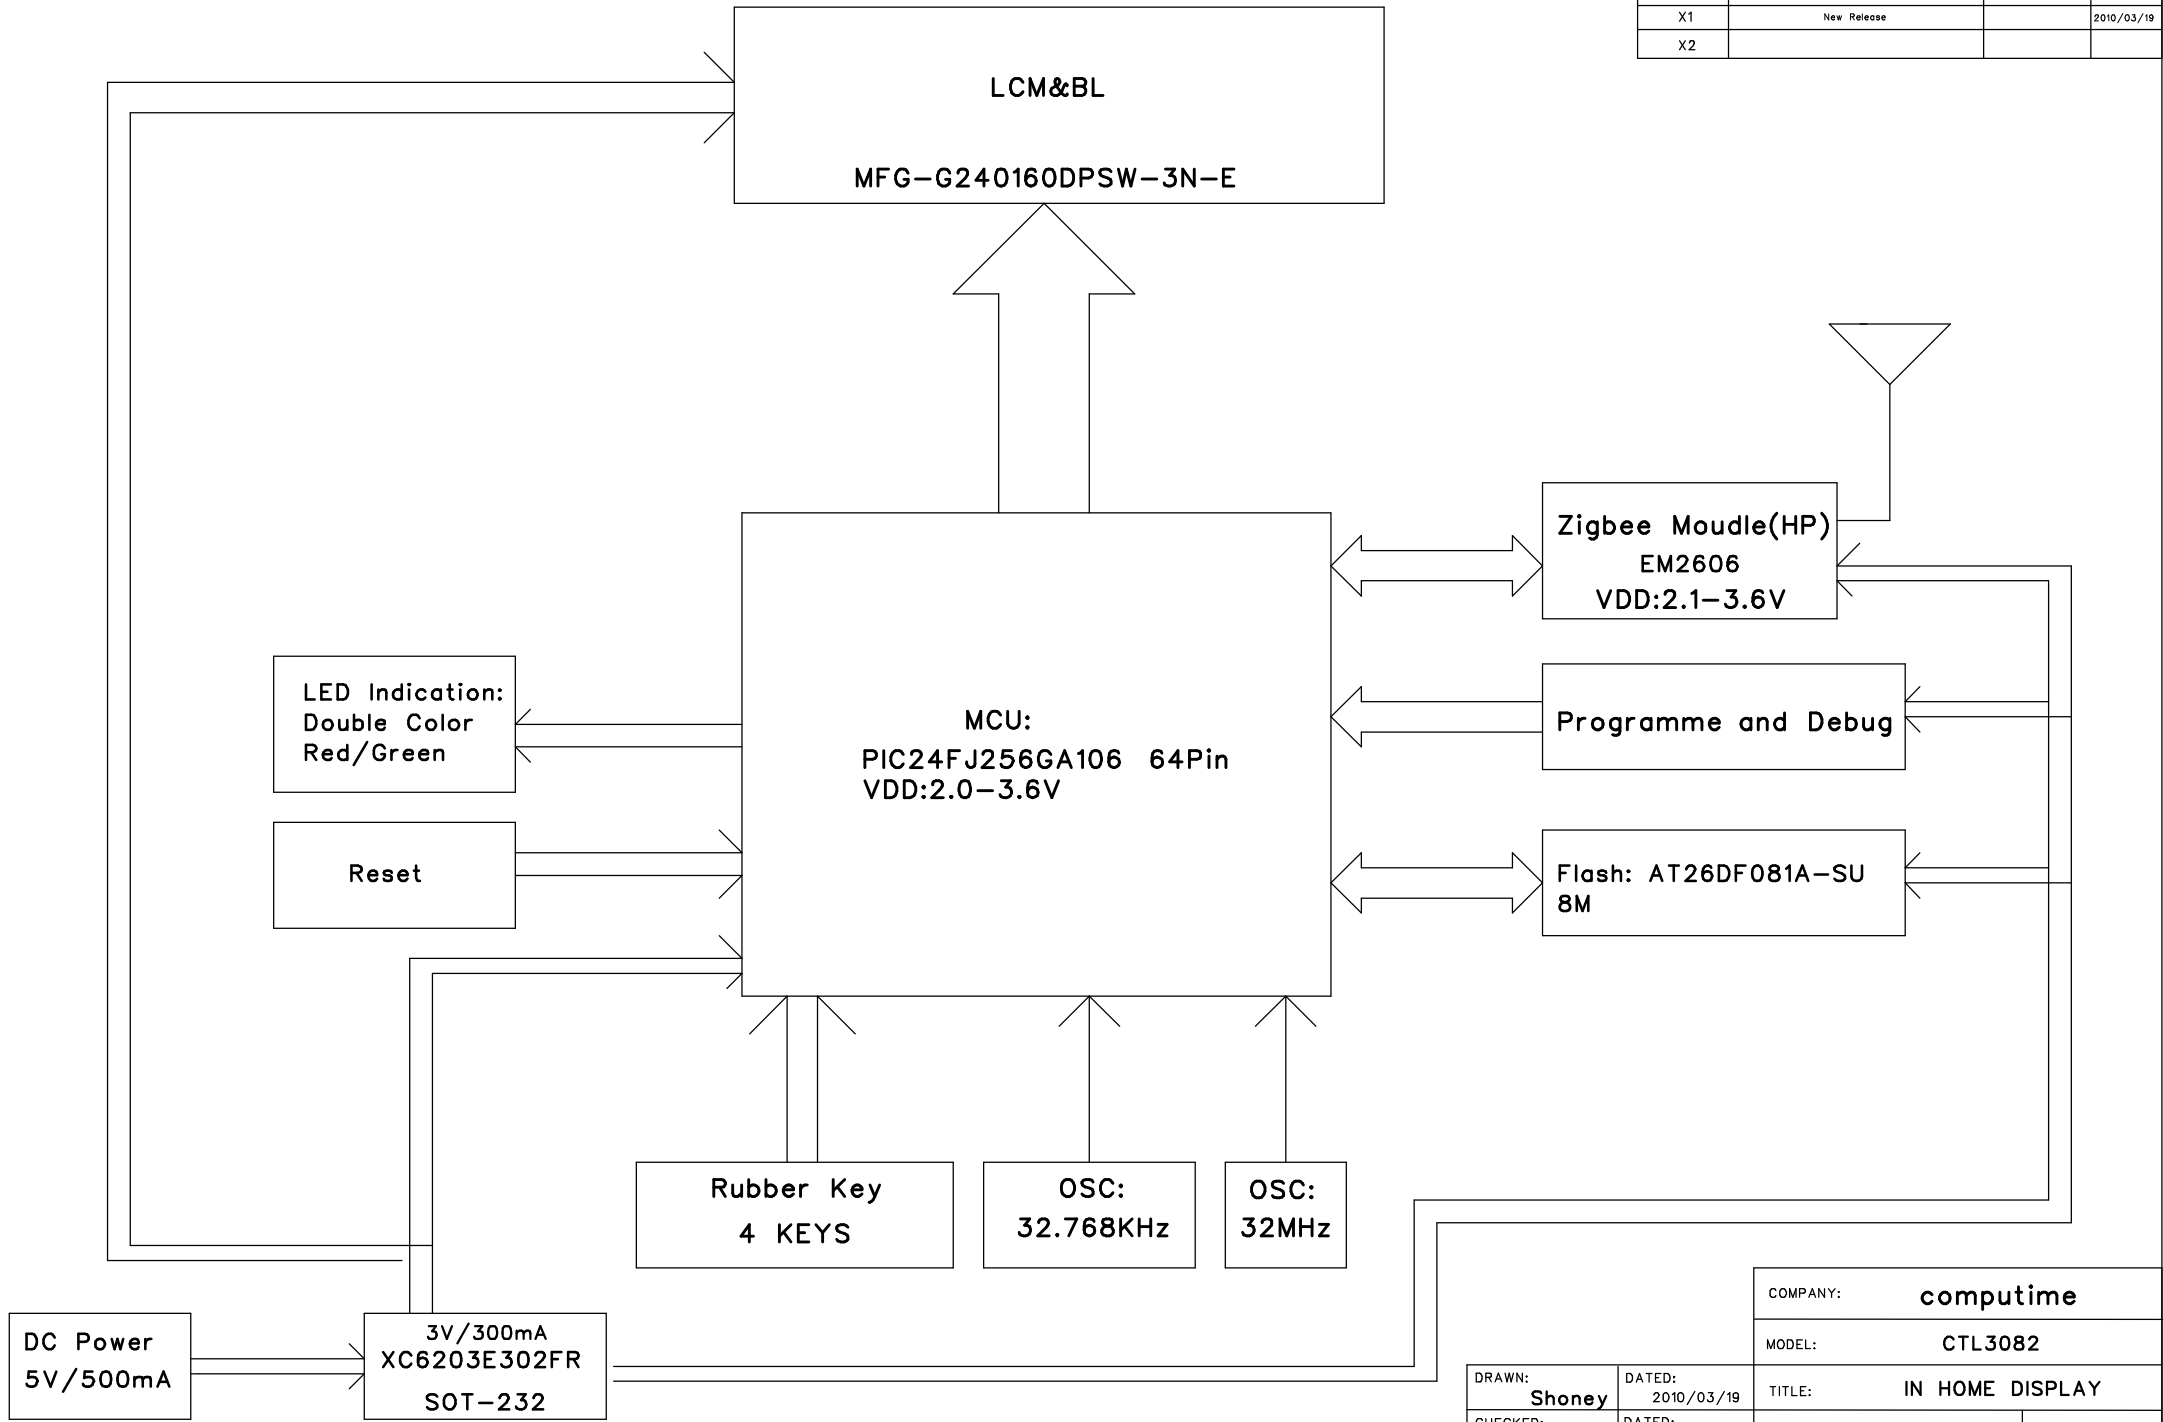 X1 New Release 2010/03/19
X2
LCM&BL
MFG-G240160DPSW-3N-E
Zigbee Moudle(HP)
EM2606
VDD:2.1-3.6V
LED Indication:
Double Color
Red/Green
MCU:
PIC24FJ256GA106 64Pin
VDD:2.0-3.6V
Programme and Debug
Reset
Flash: AT26DF081A-SU
8M
Rubber Key
4 KEYS
OSC:
32.768KHz
OSC:
32MHz
DC Power
5V/500mA
3V/300mA
XC6203E302FR
SOT-232
COMPANY: computime
MODEL: CTL3082
DRAWN: Shoney
DATED: 2010/03/19
TITLE: IN HOME DISPLAY
CHECKED:
DATED: